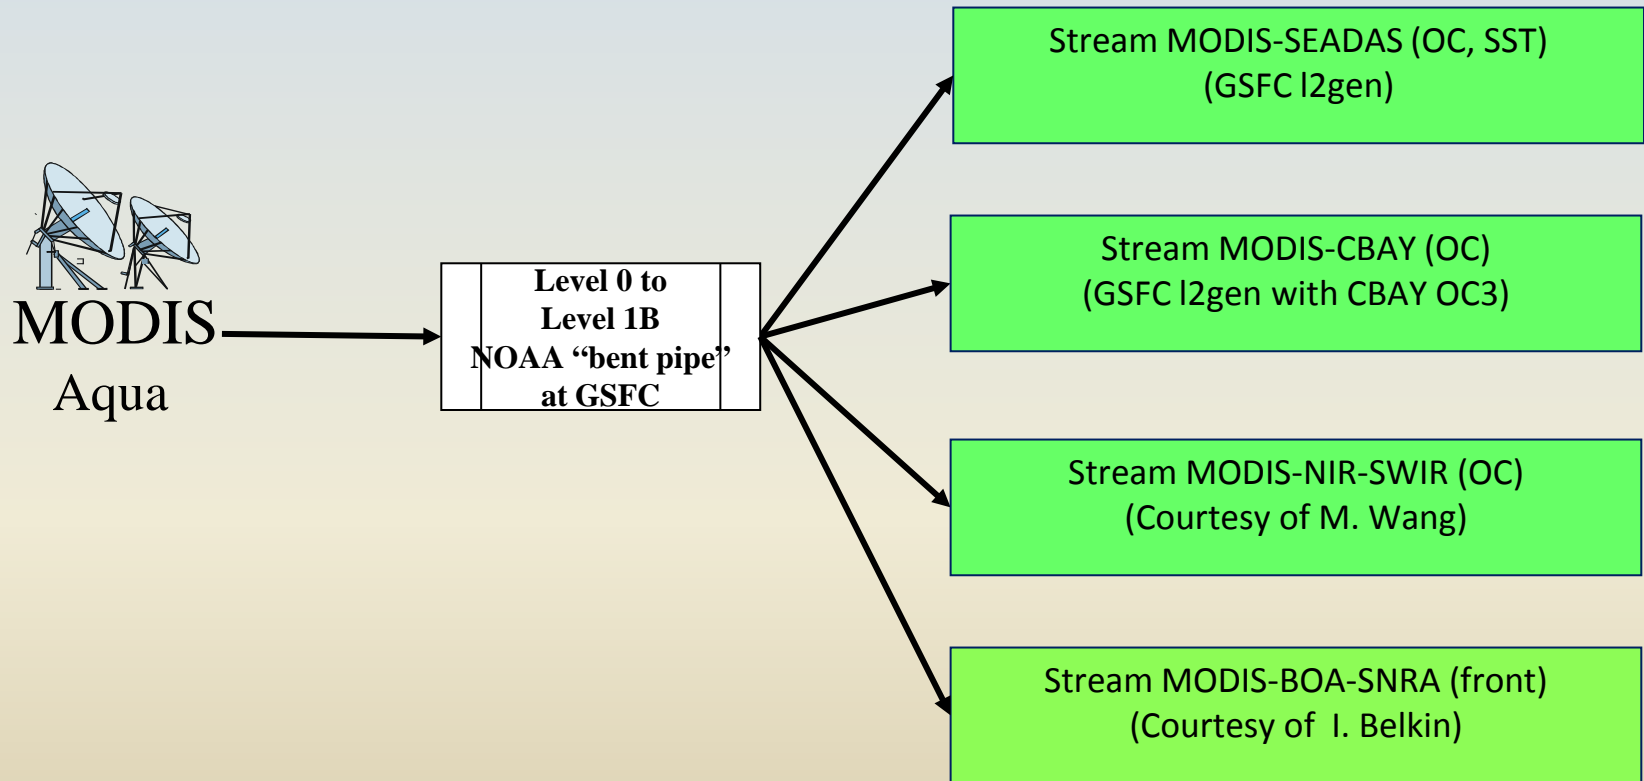 MODIS
Aqua
Level 0 to
Level 1B
NOAA “bent pipe”
at GSFC
Stream MODIS-SEADAS (OC, SST)
(GSFC l2gen)
Stream MODIS-CBAY (OC)
(GSFC l2gen with CBAY OC3)
Stream MODIS-NIR-SWIR (OC)
(Courtesy of M. Wang)
Stream MODIS-BOA-SNRA (front)
(Courtesy of  I. Belkin)